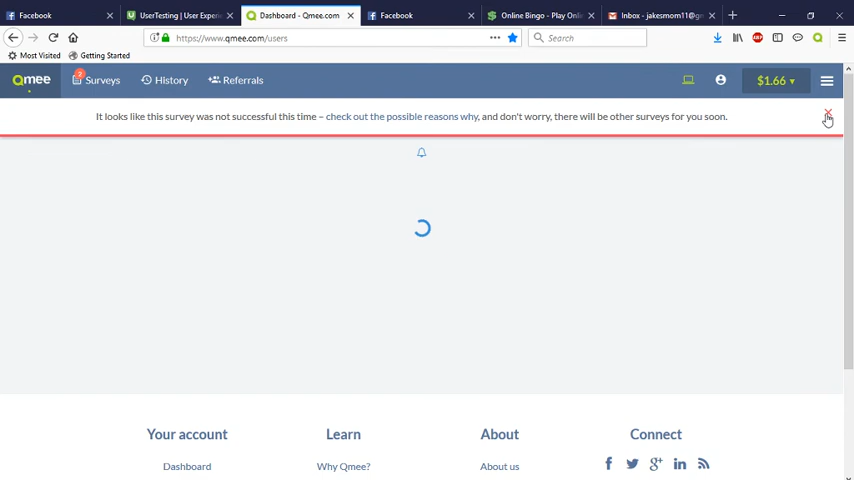 Facebook
UserTesting | User Experi
Dashboard - Qmee.com
Facebook
Online Bingo - Play Onli
Inbox - jakesmom11@gm
https://www.qmee.com/users
Search
Most Visited
Getting Started
Qmee
2
Surveys
History
Referrals
$1.66
It looks like this survey was not successful this time – check out the possible reasons why, and don't worry, there will be other surveys for you soon.
Your account
Learn
About
Connect
Dashboard
Why Qmee?
About us